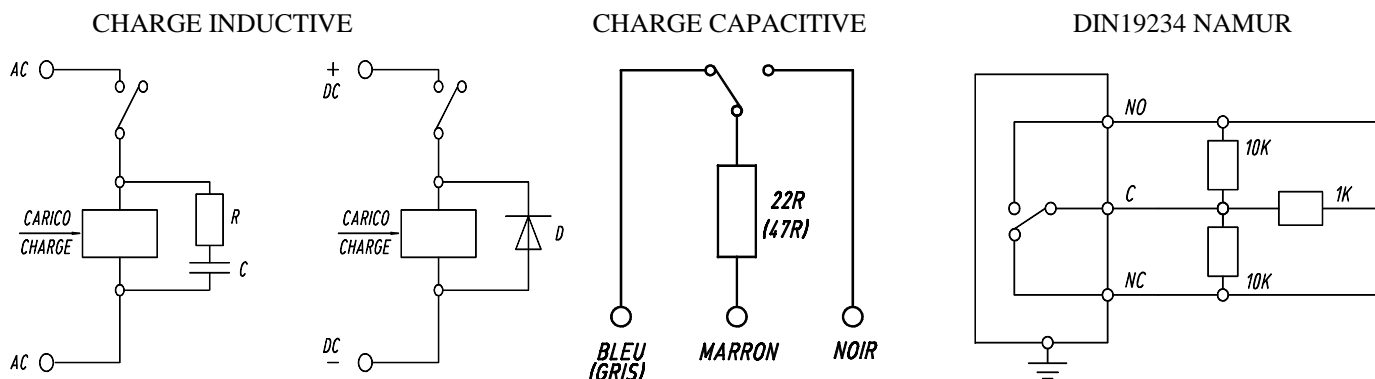 CHARGE INDUCTIVE
AC
CARICO
CHARGE
R
C
AC
+
DC
CARICO
CHARGE
D
DC
−
CHARGE CAPACITIVE
22R
(47R)
BLEU
(GRIS)
MARRON
NOIR
DIN19234 NAMUR
NO
10K
C
1K
NC
10K